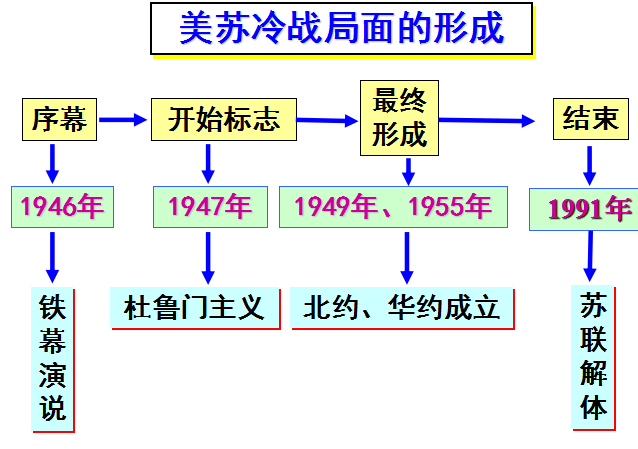 美苏冷战局面的形成
序幕
开始标志
最终
形成
结束
1946年
1947年
1949年、1955年
1991年
铁
幕
演
说
杜鲁门主义
北约、华约成立
苏
联
解
体